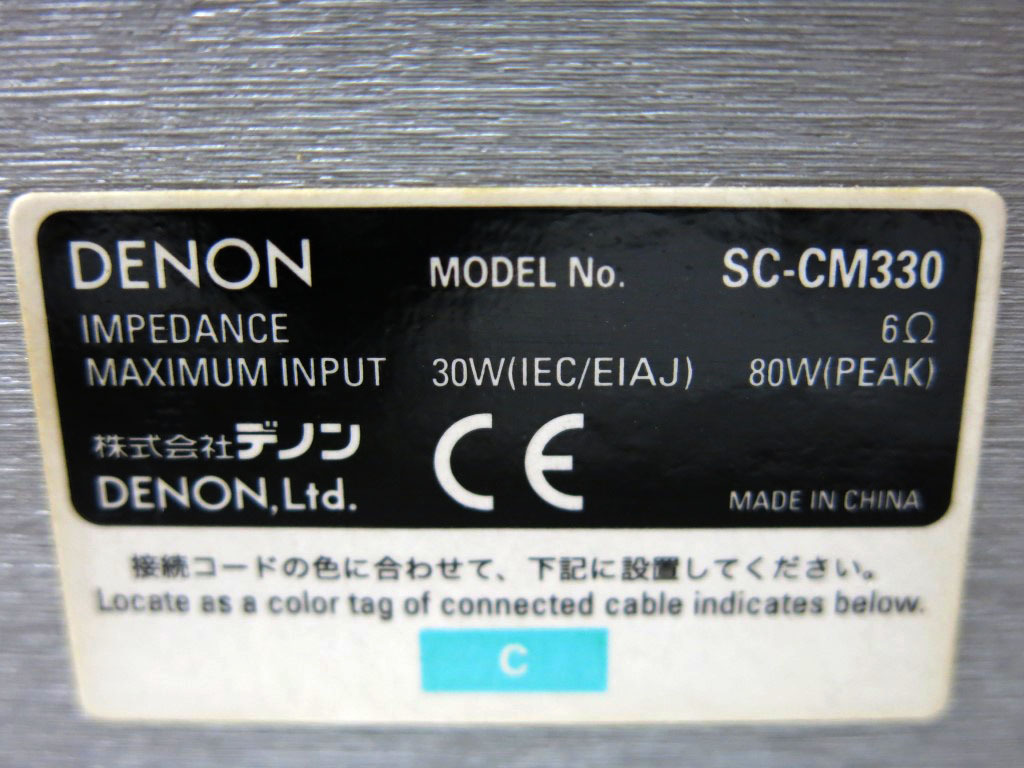 DENON MODEL No. SC-CM330
IMPEDANCE 6Ω
MAXIMUM INPUT 30W(IEC/EIAJ) 80W(PEAK)
株式会社デノン
DENON,Ltd. CE MADE IN CHINA
接続コードの色に合わせて、下記に設置してください。
Locate as a color tag of connected cable indicates below.
C